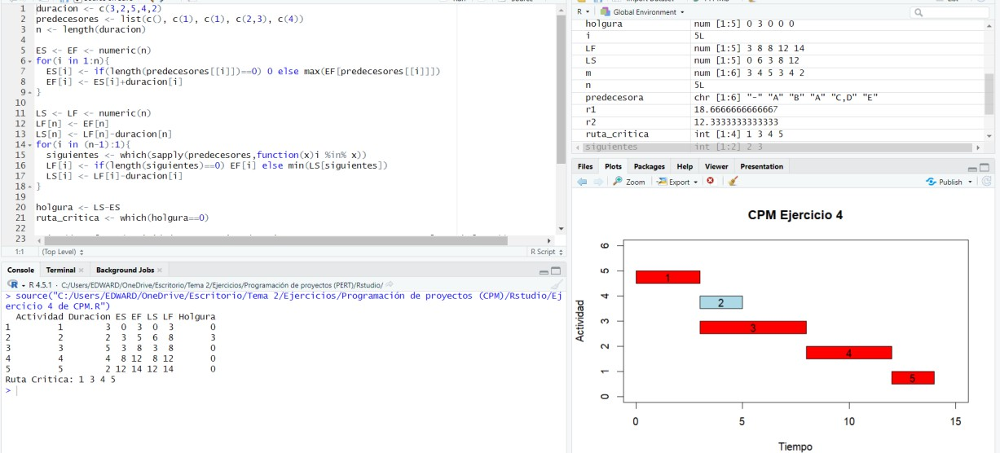 1 duracion <- c(3,2,5,4,2)
2 predecesores <- list(c(), c(1), c(1), c(2,3), c(4))
3 n <- length(duracion)
4
5 ES <- EF <- numeric(n)
6 for(i in 1:n){
7 ES[i] <- if(length(predecesores[[i]])==0) 0 else max(EF[predecesores[[i]]])
8 EF[i] <- ES[i]+duracion[i]
9 }
10
11 LS <- LF <- numeric(n)
12 LF[n] <- EF[n]
13 LS[n] <- LF[n]-duracion[n]
14 for(i in (n-1):1){
15 siguientes <- which(sapply(predecesores,function(x)i %in% x))
16 LF[i] <- if(length(siguientes)==0) EF[i] else min(LS[siguientes])
17 LS[i] <- LF[i]-duracion[i]
18 }
19
20 holgura <- LS-ES
21 ruta_critica <- which(holgura==0)
22
23
1:1 (Top Level) R Script
Console Terminal Background Jobs
R - R 4.5.1 · C:/Users/EDWARD/OneDrive/Escritorio/Tema 2/Ejercicios/Programación de proyectos (PERT)/Rstudio/
> source("C:/Users/EDWARD/OneDrive/Escritorio/Tema 2/Ejercicios/Programación de proyectos (CPM)/Rstudio/Ej
ercicio 4 de CPM.R")
Actividad Duracion ES EF LS LF Holgura
1 1 3 0 3 0 3 0
2 2 2 3 5 6 8 3
3 3 5 3 8 3 8 0
4 4 4 8 12 8 12 0
5 5 2 12 14 12 14 0
Ruta Critica: 1 3 4 5
>
R Global Environment
holgura num [1:5] 0 3 0 0 0
i 5L
LF num [1:5] 3 8 8 12 14
LS num [1:5] 0 6 3 8 12
m num [1:6] 3 4 5 3 4 2
n 5L
predecesora chr [1:6] "-" "A" "B" "A" "C,D" "E"
r1 18.6666666666667
r2 12.3333333333333
ruta_critica int [1:4] 1 3 4 5
siguientes int [1:2] 2 3
Files Plots Packages Help Viewer Presentation
Zoom Export Publish
CPM Ejercicio 4
Actividad
6
5
4
3
2
1
0
1
2
3
4
5
0 5 10 15
Tiempo